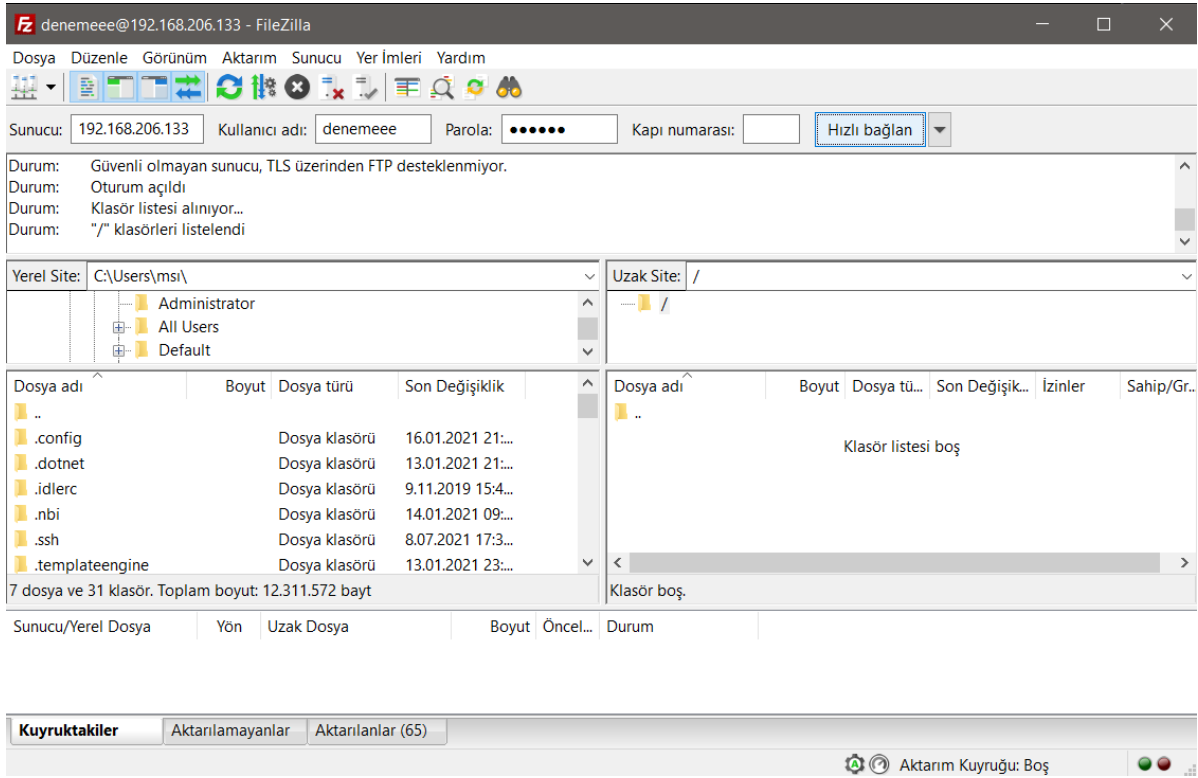 denemeee@192.168.206.133 - FileZilla
Dosya Düzenle Görünüm Aktarım Sunucu Yer İmleri Yardım
Sunucu: 192.168.206.133 Kullanıcı adı: denemeee Parola: ●●●●●● Kapı numarası: Hızlı bağlan
Durum: Güvenli olmayan sunucu, TLS üzerinden FTP desteklenmiyor.
Durum: Oturum açıldı
Durum: Klasör listesi alınıyor...
Durum: "/" klasörleri listelendi
Yerel Site: C:\Users\msı\
Administrator
All Users
Default
Uzak Site: /
/
Dosya adı Boyut Dosya türü Son Değişiklik
..
.config Dosya klasörü 16.01.2021 21:...
.dotnet Dosya klasörü 13.01.2021 21:...
.idlerc Dosya klasörü 9.11.2019 15:4...
.nbi Dosya klasörü 14.01.2021 09:...
.ssh Dosya klasörü 8.07.2021 17:3...
.templateengine Dosya klasörü 13.01.2021 23:...
7 dosya ve 31 klasör. Toplam boyut: 12.311.572 bayt
Dosya adı Boyut Dosya tü... Son Değişik... İzinler Sahip/Gr...
..
Klasör listesi boş
Klasör boş.
Sunucu/Yerel Dosya Yön Uzak Dosya Boyut Öncel... Durum
Kuyruktakiler Aktarılamayanlar Aktarılanlar (65)
Aktarım Kuyruğu: Boş